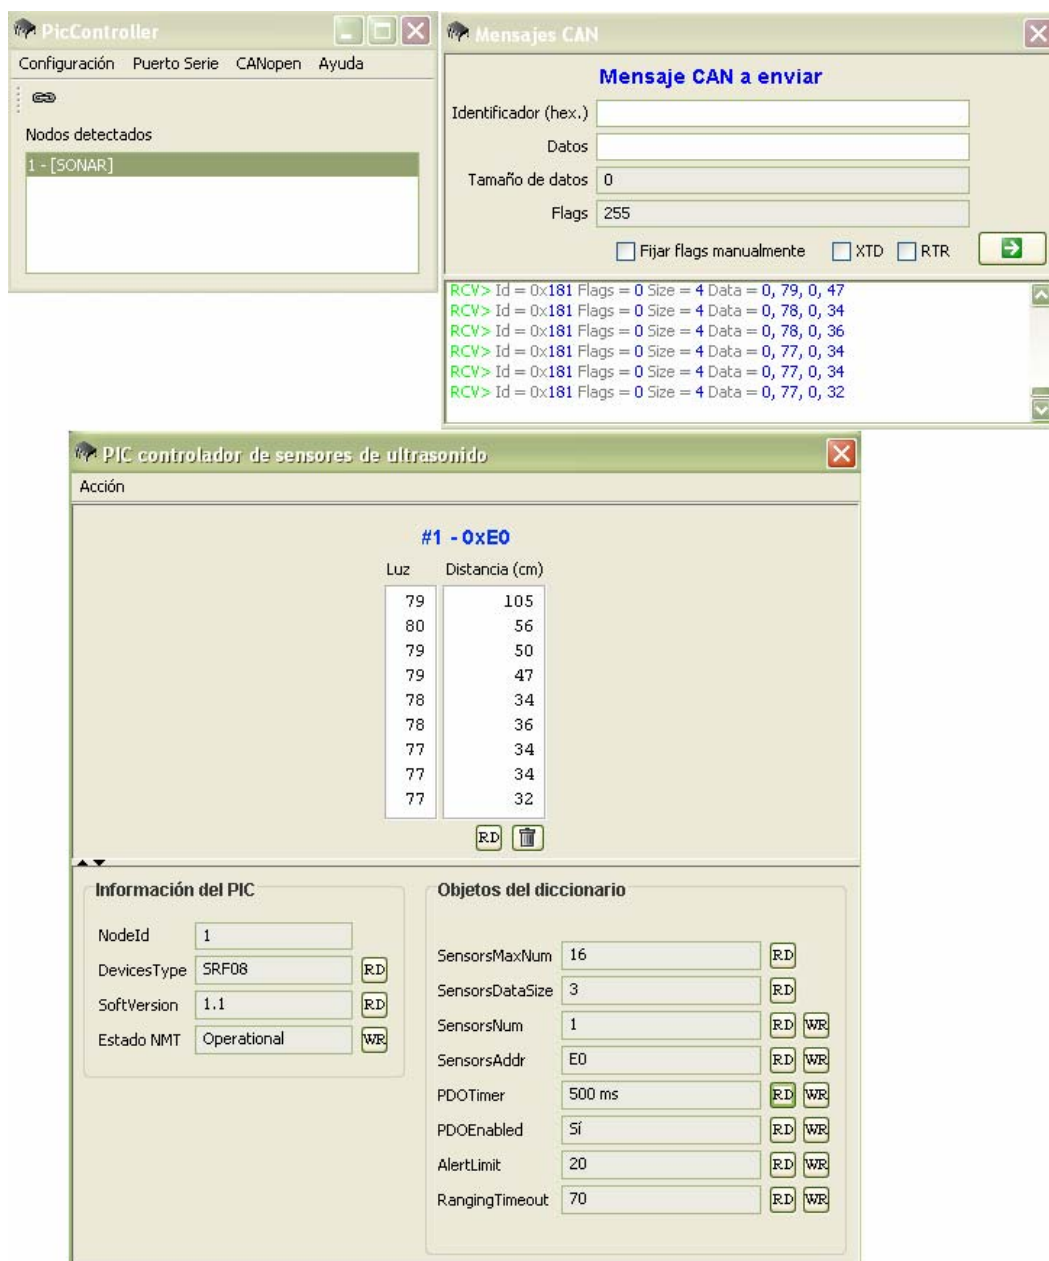 PicController
Configuración Puerto Serie CANopen Ayuda
Nodos detectados
1 - [SONAR]
Mensajes CAN
Mensaje CAN a enviar
Identificador (hex.)
Datos
Tamaño de datos 0
Flags 255
Fijar flags manualmente XTD RTR
RCV> Id = 0x181 Flags = 0 Size = 4 Data = 0, 79, 0, 47
RCV> Id = 0x181 Flags = 0 Size = 4 Data = 0, 78, 0, 34
RCV> Id = 0x181 Flags = 0 Size = 4 Data = 0, 78, 0, 36
RCV> Id = 0x181 Flags = 0 Size = 4 Data = 0, 77, 0, 34
RCV> Id = 0x181 Flags = 0 Size = 4 Data = 0, 77, 0, 34
RCV> Id = 0x181 Flags = 0 Size = 4 Data = 0, 77, 0, 32
PIC controlador de sensores de ultrasonido
Acción
#1 - 0xE0
Luz Distancia (cm)
79 105
80 56
79 50
79 47
78 34
78 36
77 34
77 34
77 32
RD
Información del PIC
NodeId 1
DevicesType SRF08 RD
SoftVersion 1.1 RD
Estado NMT Operational WR
Objetos del diccionario
SensorsMaxNum 16 RD
SensorsDataSize 3 RD
SensorsNum 1 RD WR
SensorsAddr E0 RD WR
PDOTimer 500 ms RD WR
PDOEnabled Sí RD WR
AlertLimit 20 RD WR
RangingTimeout 70 RD WR